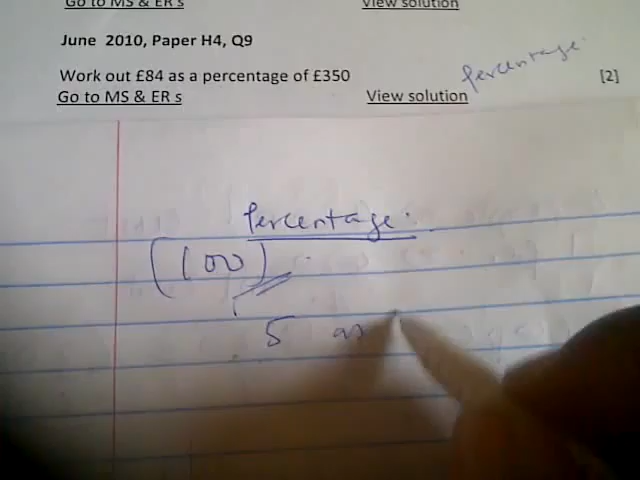 Go to MS & ER s View solution
June 2010, Paper H4, Q9
Work out £84 as a percentage of £350 percentage. [2]
Go to MS & ER s View solution
Percentage.
(100)
5 as